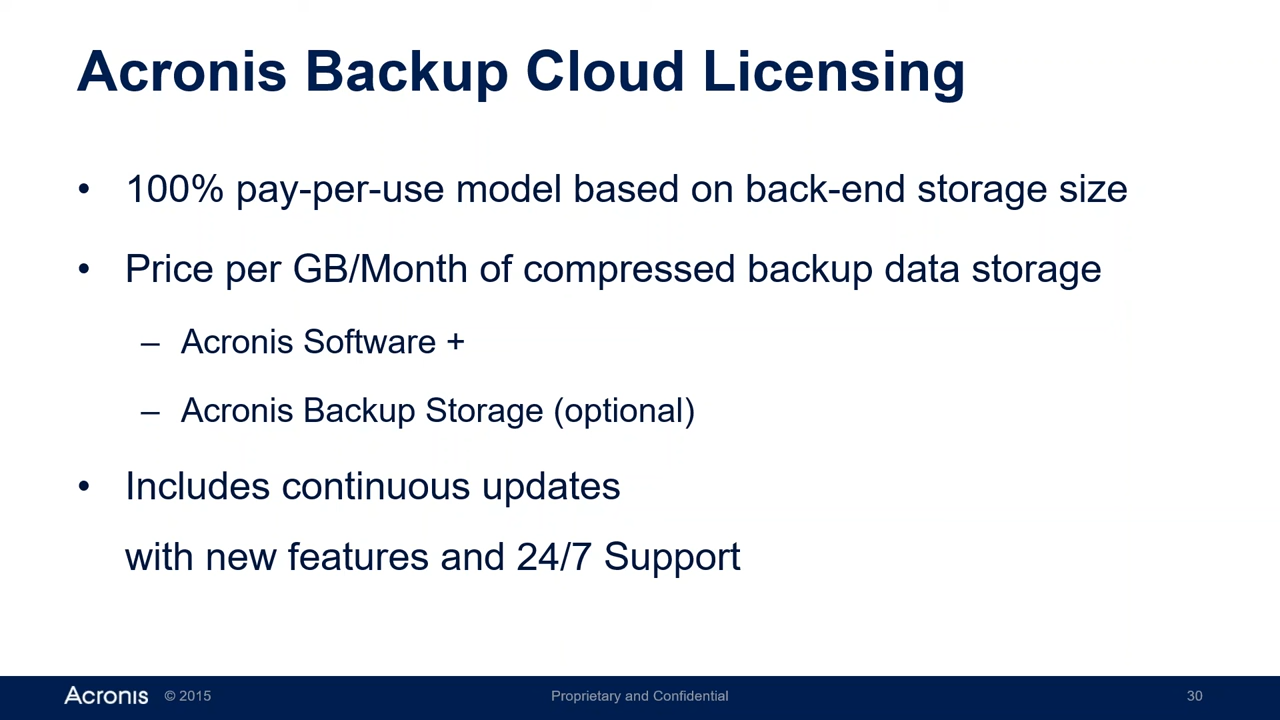 Acronis Backup Cloud Licensing
• 100% pay-per-use model based on back-end storage size
• Price per GB/Month of compressed backup data storage
– Acronis Software +
– Acronis Backup Storage (optional)
• Includes continuous updates
with new features and 24/7 Support
Acronis © 2015 Proprietary and Confidential 30